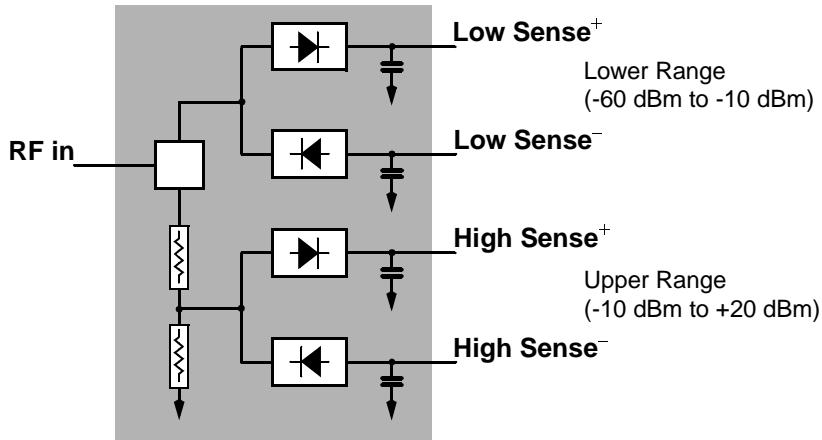 Low Sense⁺
Lower Range
(-60 dBm to -10 dBm)
Low Sense⁻
RF in
High Sense⁺
Upper Range
(-10 dBm to +20 dBm)
High Sense⁻